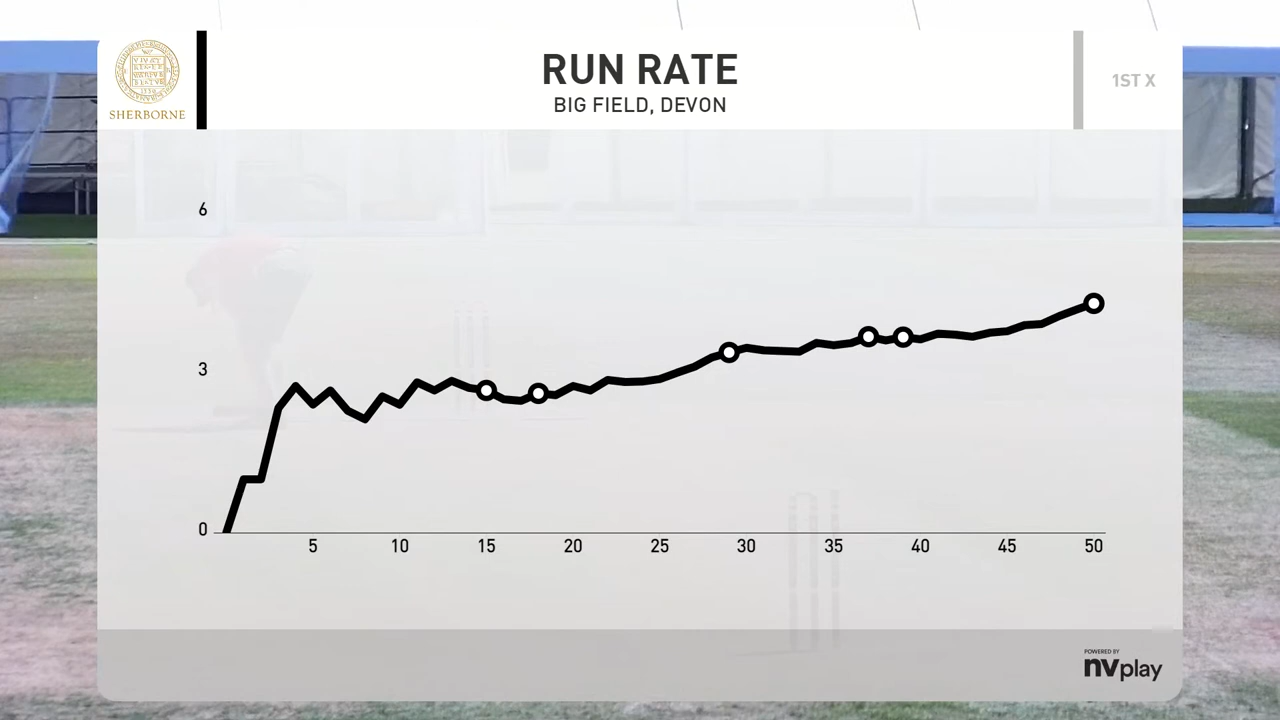 SHERBORNE
RUN RATE
BIG FIELD, DEVON
1ST X
6
3
0
5 10 15 20 25 30 35 40 45 50
POWERED BY
nvplay